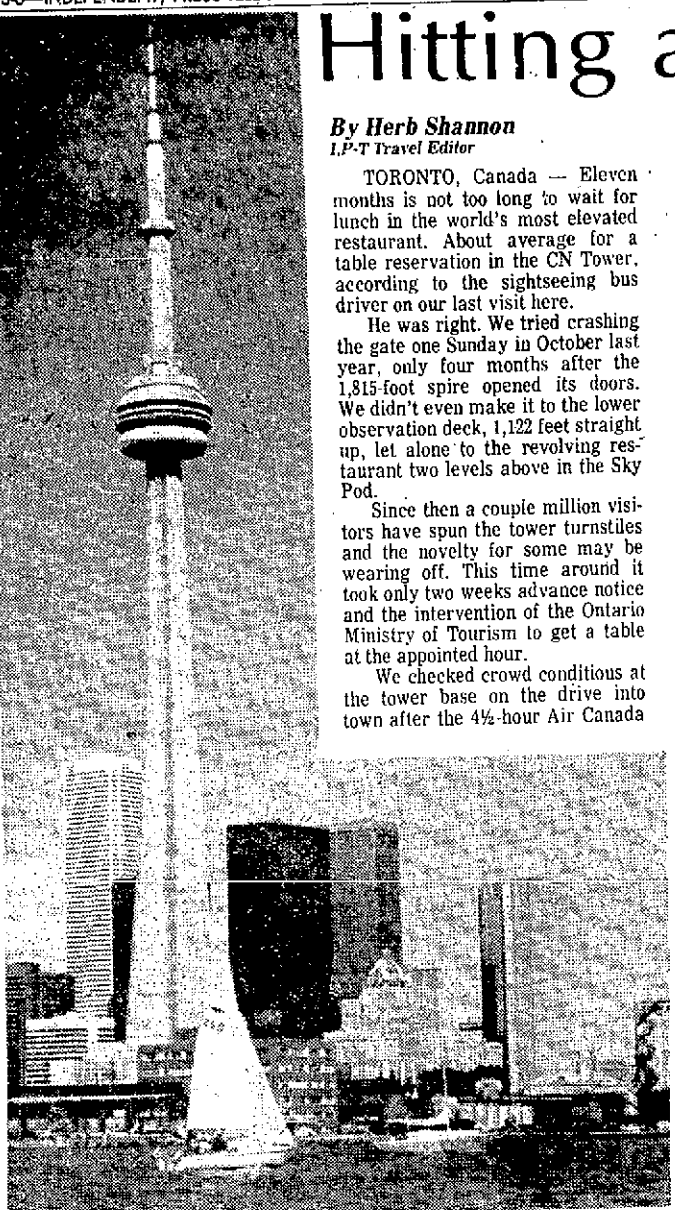 Hitting a
By Herb Shannon
I,P-T Travel Editor
TORONTO, Canada — Eleven
months is not too long to wait for
lunch in the world's most elevated
restaurant. About average for a
table reservation in the CN Tower,
according to the sightseeing bus
driver on our last visit here.
He was right. We tried crashing
the gate one Sunday in October last
year, only four months after the
1,815-foot spire opened its doors.
We didn't even make it to the lower
observation deck, 1,122 feet straight
up, let alone to the revolving res-
taurant two levels above in the Sky
Pod.
Since then a couple million visi-
tors have spun the tower turnstiles
and the novelty for some may be
wearing off. This time around it
took only two weeks advance notice
and the intervention of the Ontario
Ministry of Tourism to get a table
at the appointed hour.
We checked crowd conditions at
the tower base on the drive into
town after the 4½-hour Air Canada